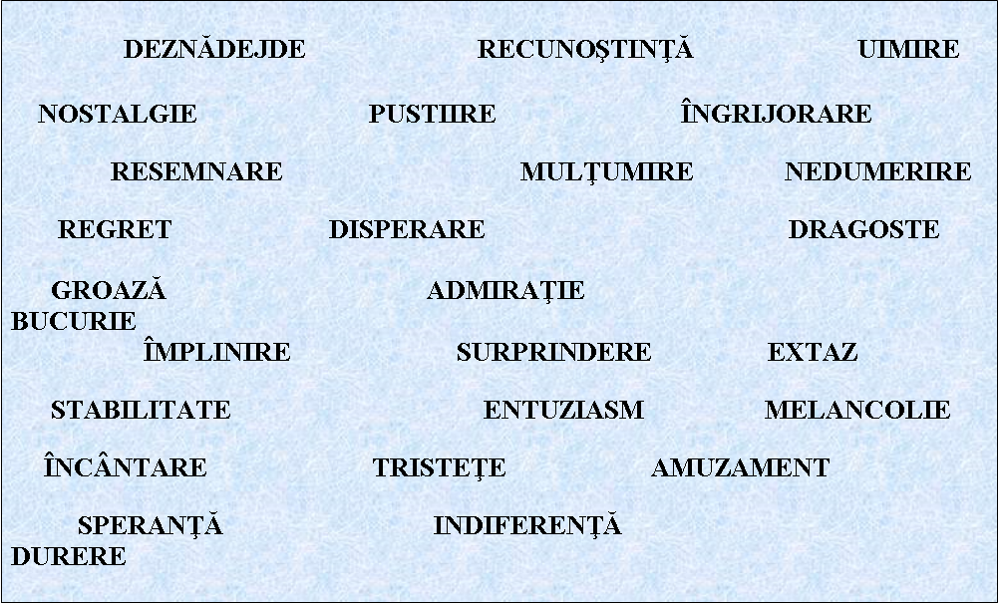 DEZNĂDEJDE RECUNOŞTINŢĂ UIMIRE
NOSTALGIE PUSTIIRE ÎNGRIJORARE
RESEMNARE MULŢUMIRE NEDUMERIRE
REGRET DISPERARE DRAGOSTE
GROAZĂ ADMIRAŢIE
BUCURIE
ÎMPLINIRE SURPRINDERE EXTAZ
STABILITATE ENTUZIASM MELANCOLIE
ÎNCÂNTARE TRISTEŢE AMUZAMENT
SPERANŢĂ INDIFERENŢĂ
DURERE